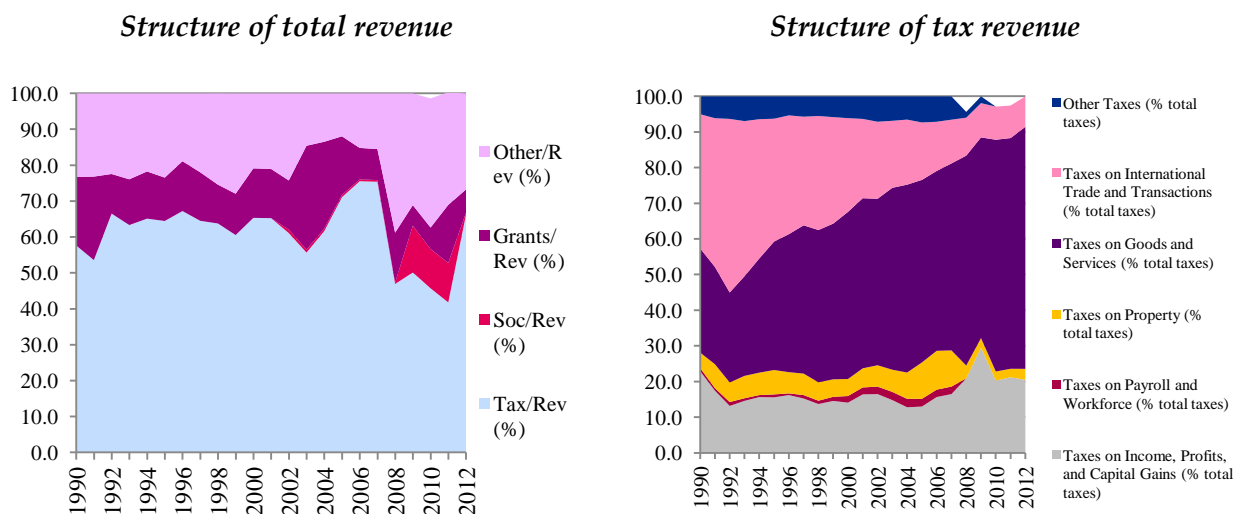 Structure of total revenue
100.0
90.0
80.0
70.0
60.0
50.0
40.0
30.0
20.0
10.0
0.0
1990
1992
1994
1996
1998
2000
2002
2004
2006
2008
2010
2012
Other/R
ev (%)
Grants/
Rev (%)
Soc/Rev
(%)
Tax/Rev
(%)
Structure of tax revenue
100.0
90.0
80.0
70.0
60.0
50.0
40.0
30.0
20.0
10.0
0.0
1990
1992
1994
1996
1998
2000
2002
2004
2006
2008
2010
2012
Other Taxes (% total
taxes)
Taxes on International
Trade and Transactions
(% total taxes)
Taxes on Goods and
Services (% total taxes)
Taxes on Property (%
total taxes)
Taxes on Payroll and
Workforce (% total taxes)
Taxes on Income, Profits,
and Capital Gains (% total
taxes)